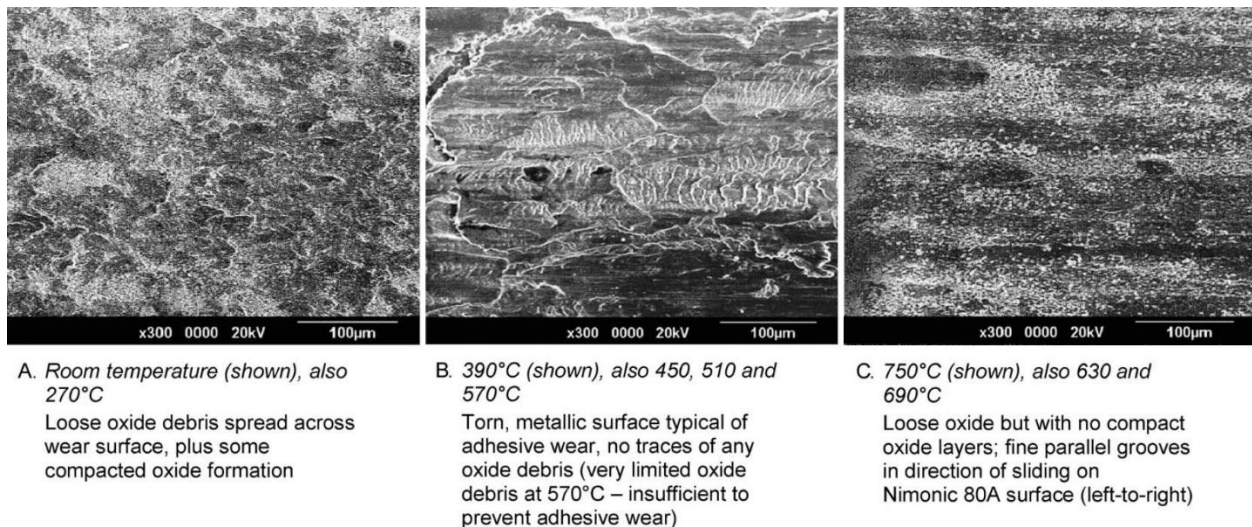 x300 0000 20kV 100µm
x300 0000 20kV 100µm
x300 0000 20kV 100µm
A. Room temperature (shown), also
270°C
Loose oxide debris spread across
wear surface, plus some
compacted oxide formation
B. 390°C (shown), also 450, 510 and
570°C
Torn, metallic surface typical of
adhesive wear, no traces of any
oxide debris (very limited oxide
debris at 570°C – insufficient to
prevent adhesive wear)
C. 750°C (shown), also 630 and
690°C
Loose oxide but with no compact
oxide layers; fine parallel grooves
in direction of sliding on
Nimonic 80A surface (left-to-right)